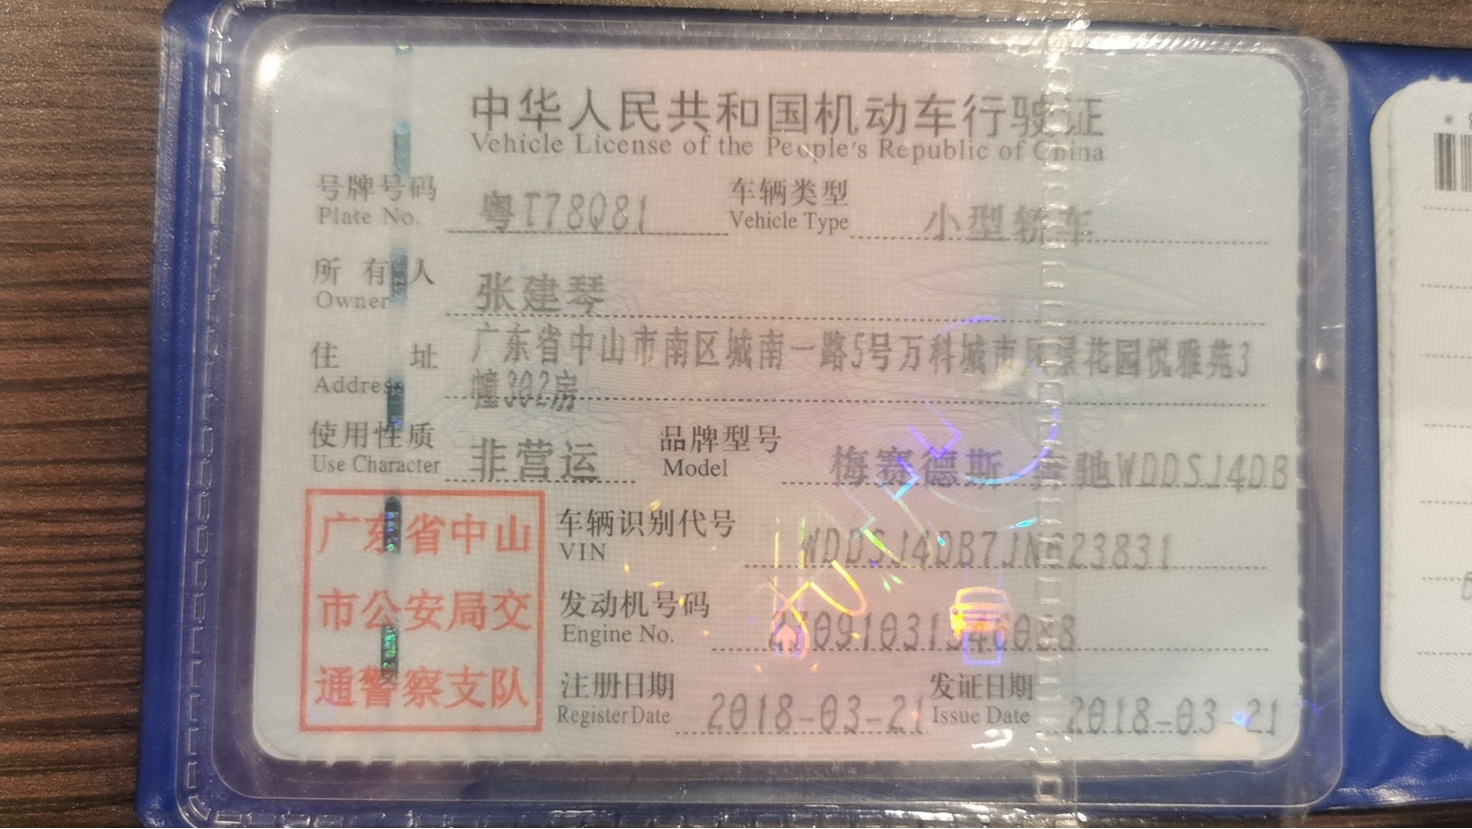 中华人民共和国机动车行驶证
Vehicle License of the People's Republic of China
号牌号码 粤T78Q81 车辆类型 小型轿车
Plate No. Vehicle Type
所有人 张建琴
Owner
住址 广东省中山市南区城南一路5号万科城市风景花园悦雅苑3
Address 幢302房
使用性质 非营运 品牌型号 梅赛德斯 奔驰WDDSJ4DB
Use Character Model
广东省中山
市公安局交
通警察支队
车辆识别代号 WDDSJ4DB7JN623831
VIN
发动机号码
Engine No.
注册日期 2018-03-21 发证日期 2018-03-21
Register Date Issue Date